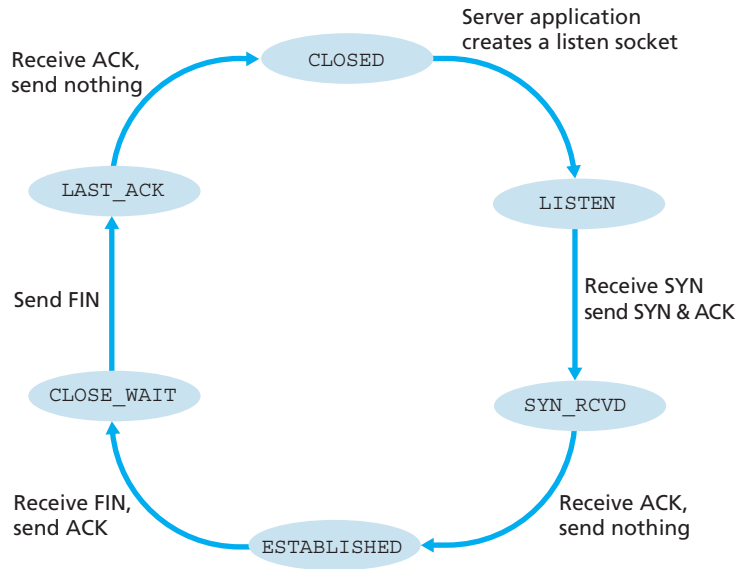 Server application
creates a listen socket
Receive ACK,
send nothing
CLOSED
LAST_ACK
LISTEN
Send FIN
Receive SYN
send SYN & ACK
CLOSE_WAIT
SYN_RCVD
Receive FIN,
send ACK
Receive ACK,
send nothing
ESTABLISHED